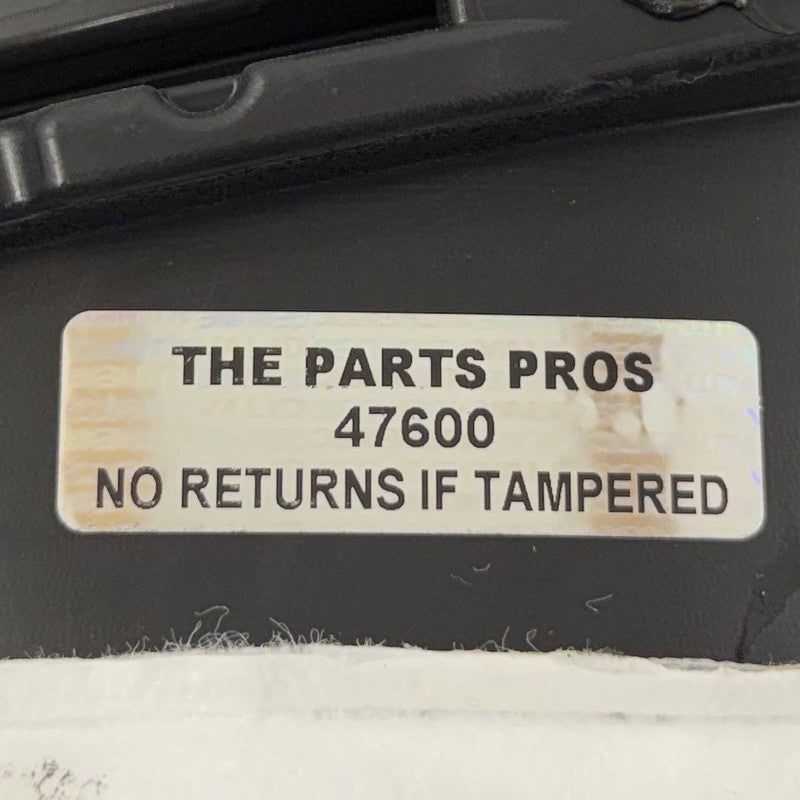 THE PARTS PROS
47600
NO RETURNS IF TAMPERED